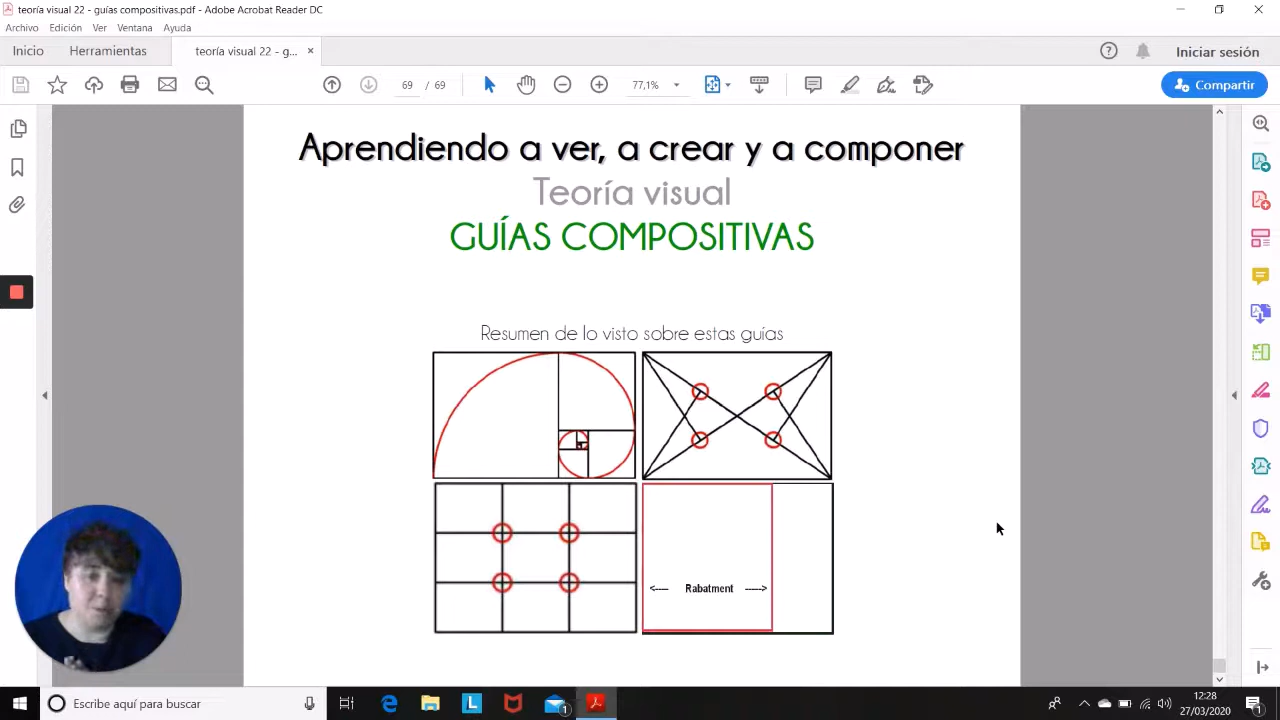 teoría visual 22 - guías compositivas.pdf - Adobe Acrobat Reader DC
Archivo Edición Ver Ventana Ayuda
Inicio Herramientas teoría visual 22 - g... × Iniciar sesión
69 / 69 77,1% Compartir
Aprendiendo a ver, a crear y a componer
Teoría visual
GUÍAS COMPOSITIVAS
Resumen de lo visto sobre estas guías
<---- Rabatment ----->
Escribe aquí para buscar
L
1
12:28
27/03/2020
1